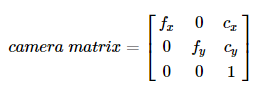 camera matrix = [ f_x 0 c_x
0 f_y c_y
0 0 1 ]